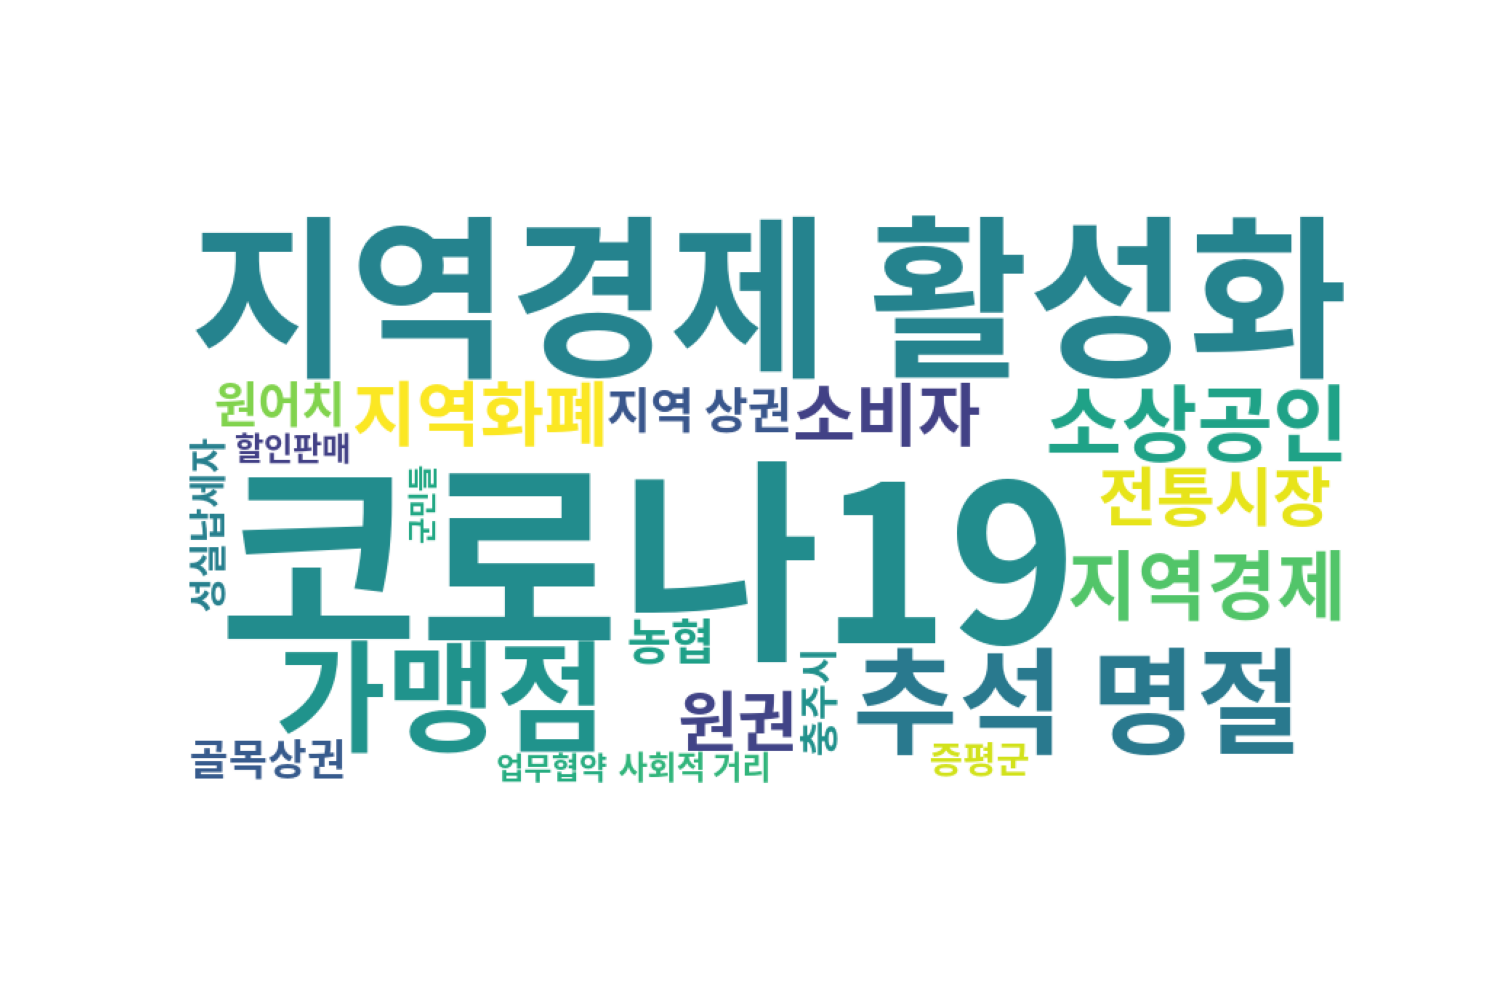 지역경제 활성화
원어치
지역화폐
지역 상권
소비자
소상공인
할인판매
성실납세자
군민들
코로나19
전통시장
지역경제
농협
가맹점
원권
충주시
추석 명절
골목상권
업무협약
사회적 거리
증평군